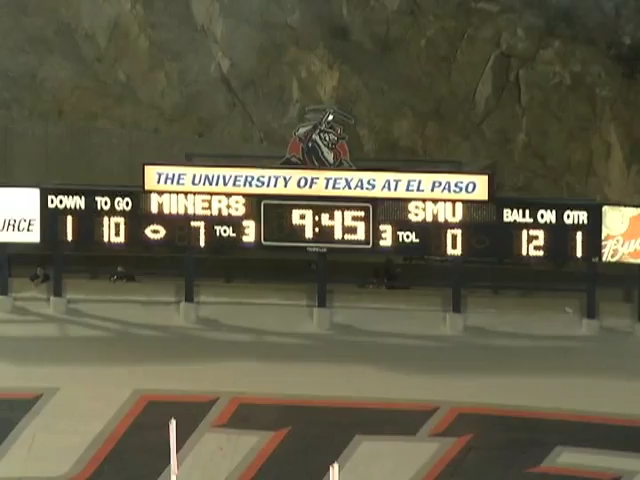 THE UNIVERSITY OF TEXAS AT EL PASO
URCE
DOWN TO GO MINERS 9:45 SMU BALL ON QTR
1 10 7 TOL 3 3 TOL 0 12 1
UTE